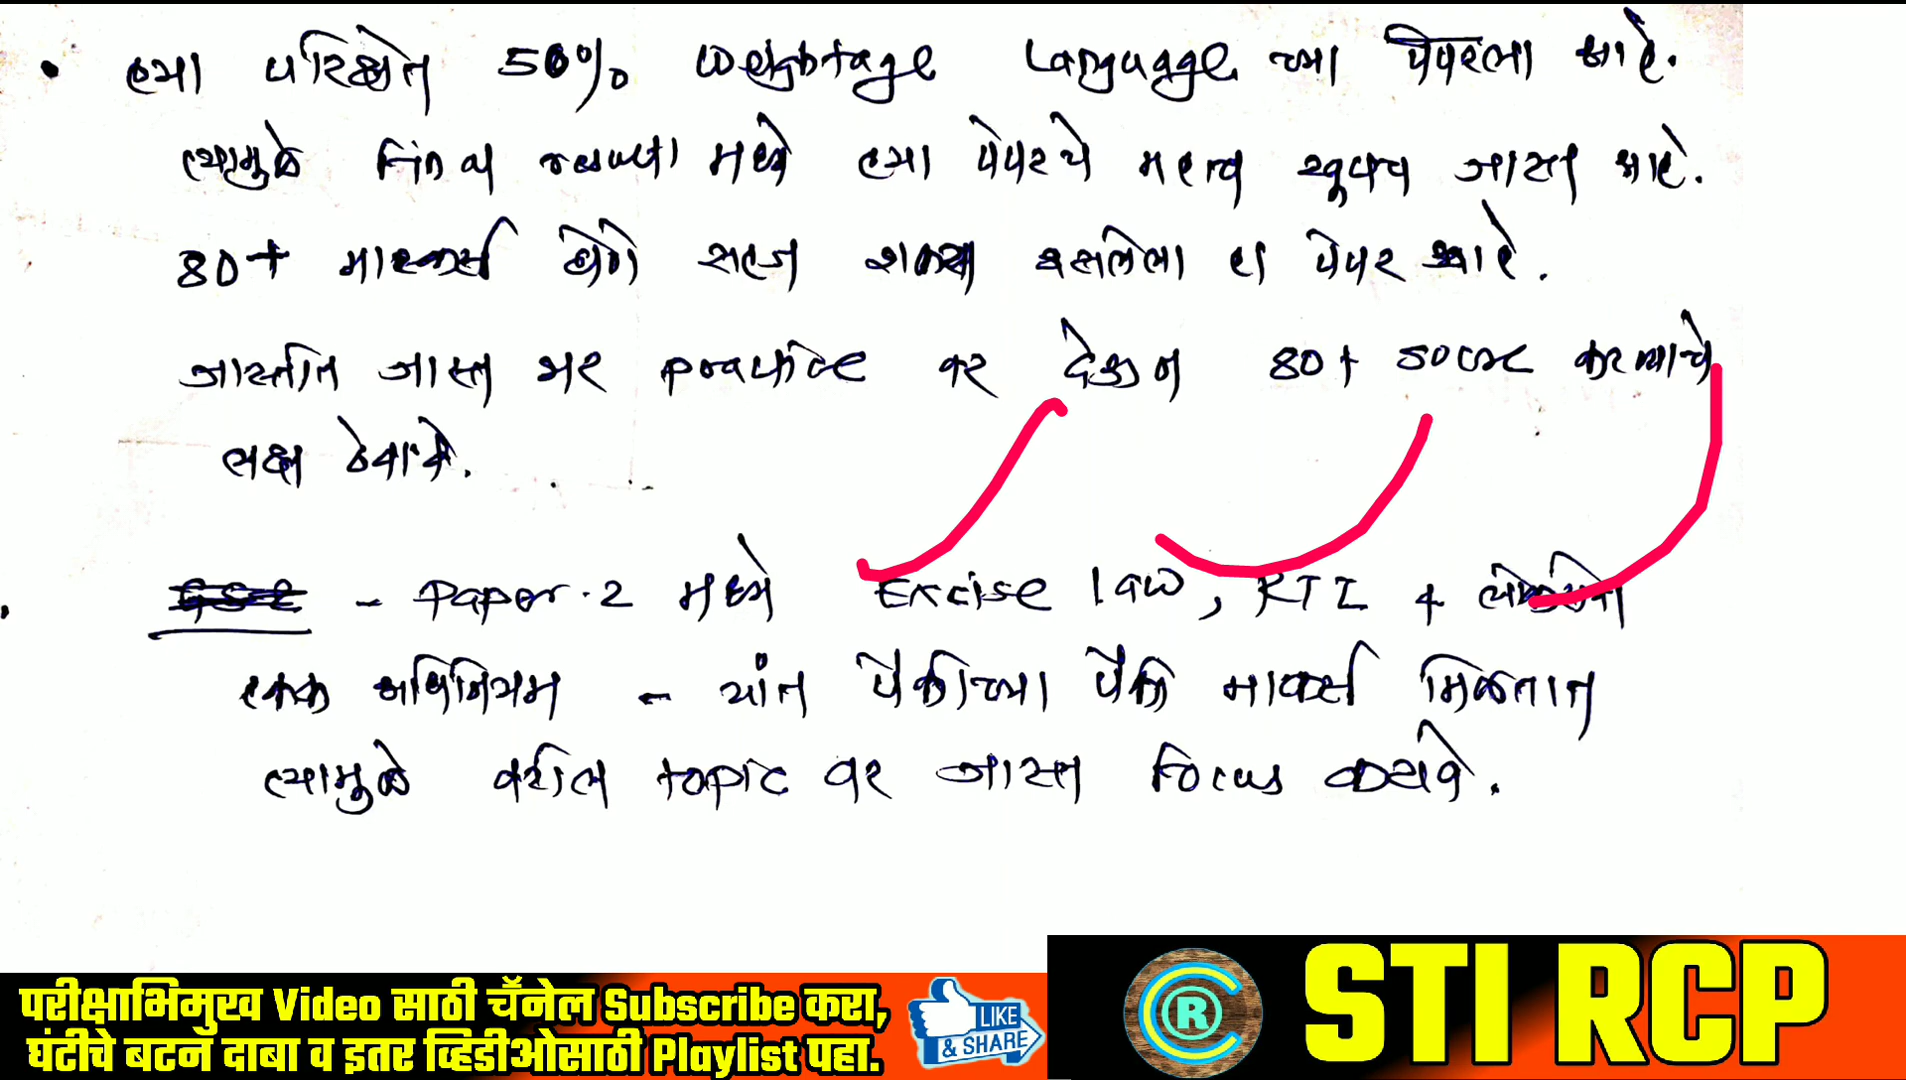 • ह्या परिक्षेत 50% Weightage Language च्या पेपरला आहे.
त्यामुळे Final मध्ये ह्या पेपरचे महत्व खूपच जास्त आहे.
80+ मार्क्स घेणे सहज शक्य असलेला हा पेपर आहे.
जास्तीत जास्त भर practice वर देऊन 80+ score करण्याचे
लक्ष ठेवावे.
- Paper-2 मध्ये Excise law, RTI + लोकसेवा
हक्क अधिनियम - यांत पैकीच्या पैकी मार्क्स मिळतात
त्यामुळे वरील topic वर जास्त Focus करावे.
परीक्षाभिमुख Video साठी चॅनेल Subscribe करा,
घंटीचे बटन दाबा व इतर व्हिडीओसाठी Playlist पहा.
LIKE
& SHARE
C R
STI RCP